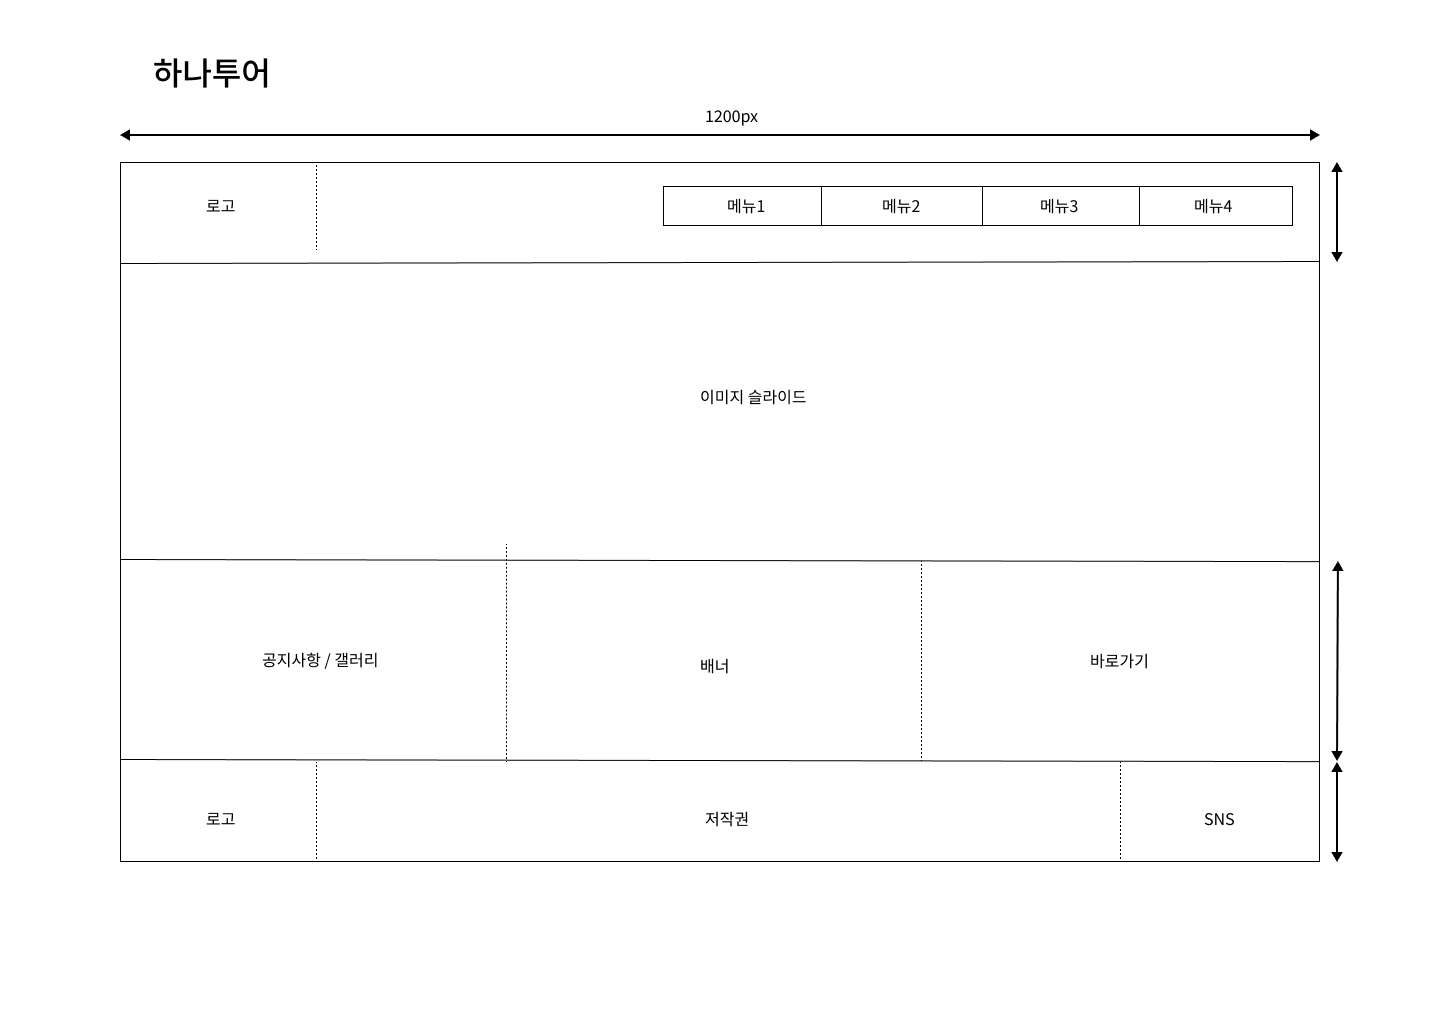 하나투어
1200px
로고
메뉴1
메뉴2
메뉴3
메뉴4
이미지 슬라이드
공지사항 / 갤러리
배너
바로가기
로고
저작권
SNS